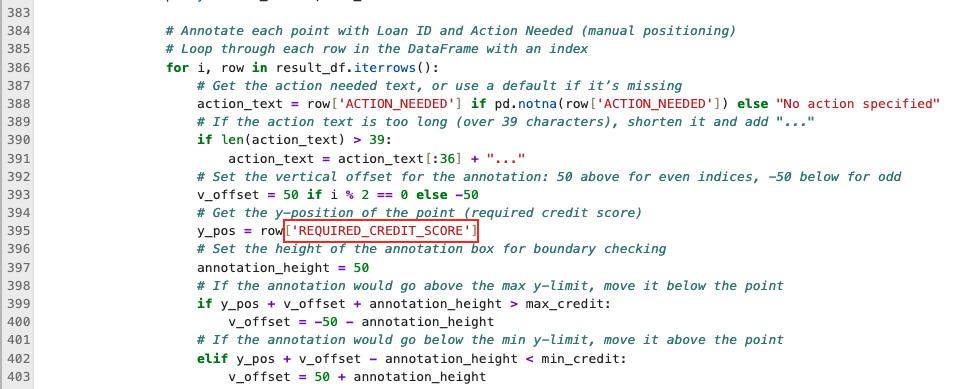 383
384 # Annotate each point with Loan ID and Action Needed (manual positioning)
385 # Loop through each row in the DataFrame with an index
386 for i, row in result_df.iterrows():
387 # Get the action needed text, or use a default if it’s missing
388 action_text = row['ACTION_NEEDED'] if pd.notna(row['ACTION_NEEDED']) else "No action specified"
389 # If the action text is too long (over 39 characters), shorten it and add "..."
390 if len(action_text) > 39:
391 action_text = action_text[:36] + "..."
392 # Set the vertical offset for the annotation: 50 above for even indices, -50 below for odd
393 v_offset = 50 if i % 2 == 0 else -50
394 # Get the y-position of the point (required credit score)
395 y_pos = row['REQUIRED_CREDIT_SCORE']
396 # Set the height of the annotation box for boundary checking
397 annotation_height = 50
398 # If the annotation would go above the max y-limit, move it below the point
399 if y_pos + v_offset + annotation_height > max_credit:
400 v_offset = -50 - annotation_height
401 # If the annotation would go below the min y-limit, move it above the point
402 elif y_pos + v_offset - annotation_height < min_credit:
403 v_offset = 50 + annotation_height